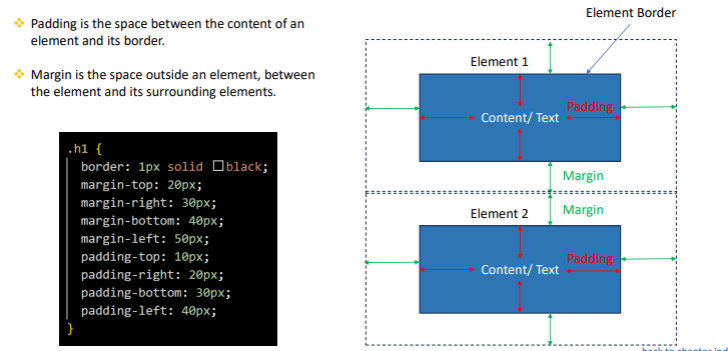 Padding is the space between the content of an
element and its border.
Margin is the space outside an element, between
the element and its surrounding elements.
.h1 {
border: 1px solid black;
margin-top: 20px;
margin-right: 30px;
margin-bottom: 40px;
margin-left: 50px;
padding-top: 10px;
padding-right: 20px;
padding-bottom: 30px;
padding-left: 40px;
}
Element Border
Element 1
Padding
Content/ Text
Margin
Margin
Element 2
Padding
Content/ Text
back to chapter